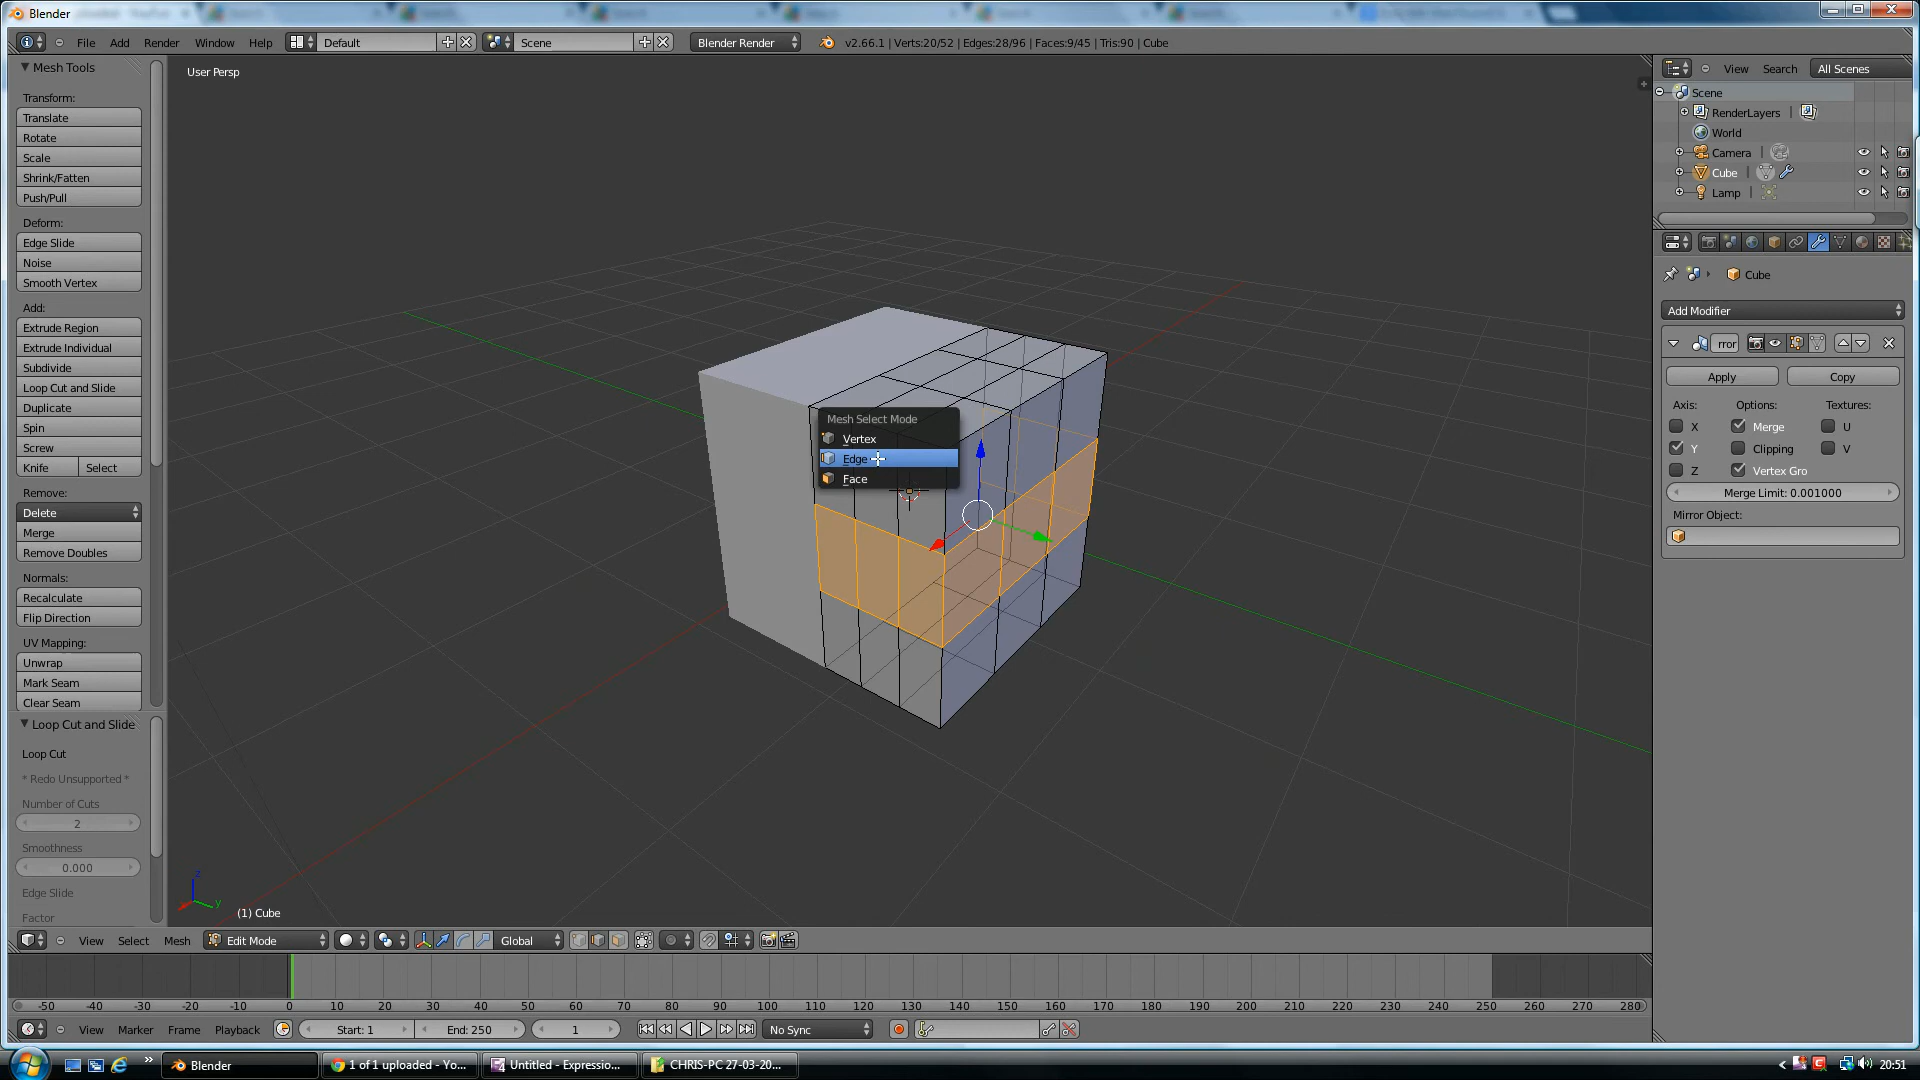 Blender
File Add Render Window Help Default Scene Blender Render v2.66.1 | Verts:20/52 | Edges:28/96 | Faces:9/45 | Tris:90 | Cube
Mesh Tools
Transform:
Translate
Rotate
Scale
Shrink/Fatten
Push/Pull
Deform:
Edge Slide
Noise
Smooth Vertex
Add:
Extrude Region
Extrude Individual
Subdivide
Loop Cut and Slide
Duplicate
Spin
Screw
Knife Select
Remove:
Delete
Merge
Remove Doubles
Normals:
Recalculate
Flip Direction
UV Mapping:
Unwrap
Mark Seam
Clear Seam
Loop Cut and Slide
Loop Cut
* Redo Unsupported *
Number of Cuts
2
Smoothness
0.000
Edge Slide
Factor
User Persp
Mesh Select Mode
Vertex
Edge
Face
z
y
(1) Cube
View Search All Scenes
Scene
RenderLayers
World
Camera
Cube
Lamp
Cube
Add Modifier
rror
Apply Copy
Axis: Options: Textures:
X Merge U
Y Clipping V
Z Vertex Gro
Merge Limit: 0.001000
Mirror Object:
View Select Mesh Edit Mode Global
-50 -40 -30 -20 -10 0 10 20 30 40 50 60 70 80 90 100 110 120 130 140 150 160 170 180 190 200 210 220 230 240 250 260 270 280
View Marker Frame Playback Start: 1 End: 250 1 No Sync
Blender 1 of 1 uploaded - Yo... Untitled - Expressio... CHRIS-PC 27-03-20... 20:51